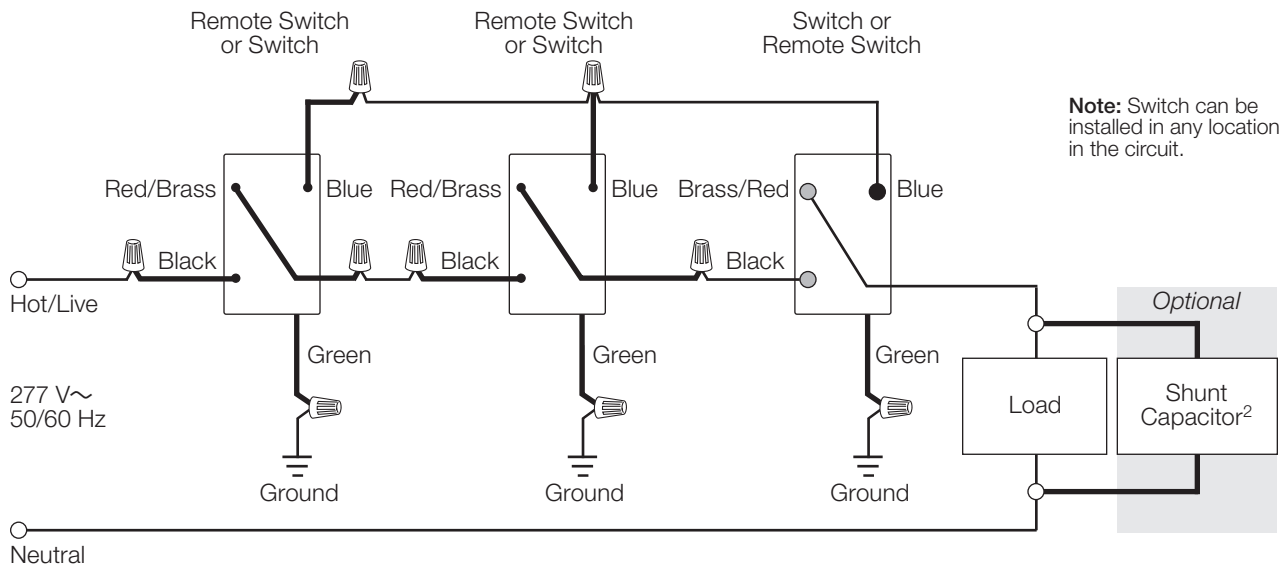 Remote Switch
or Switch
Remote Switch
or Switch
Switch or
Remote Switch
Note: Switch can be
installed in any location
in the circuit.
Red/Brass
Blue
Red/Brass
Blue
Brass/Red
Blue
Black
Black
Black
Hot/Live
Optional
Green
Green
Green
277 V~
50/60 Hz
Load
Shunt
Capacitor²
Ground
Ground
Ground
Neutral